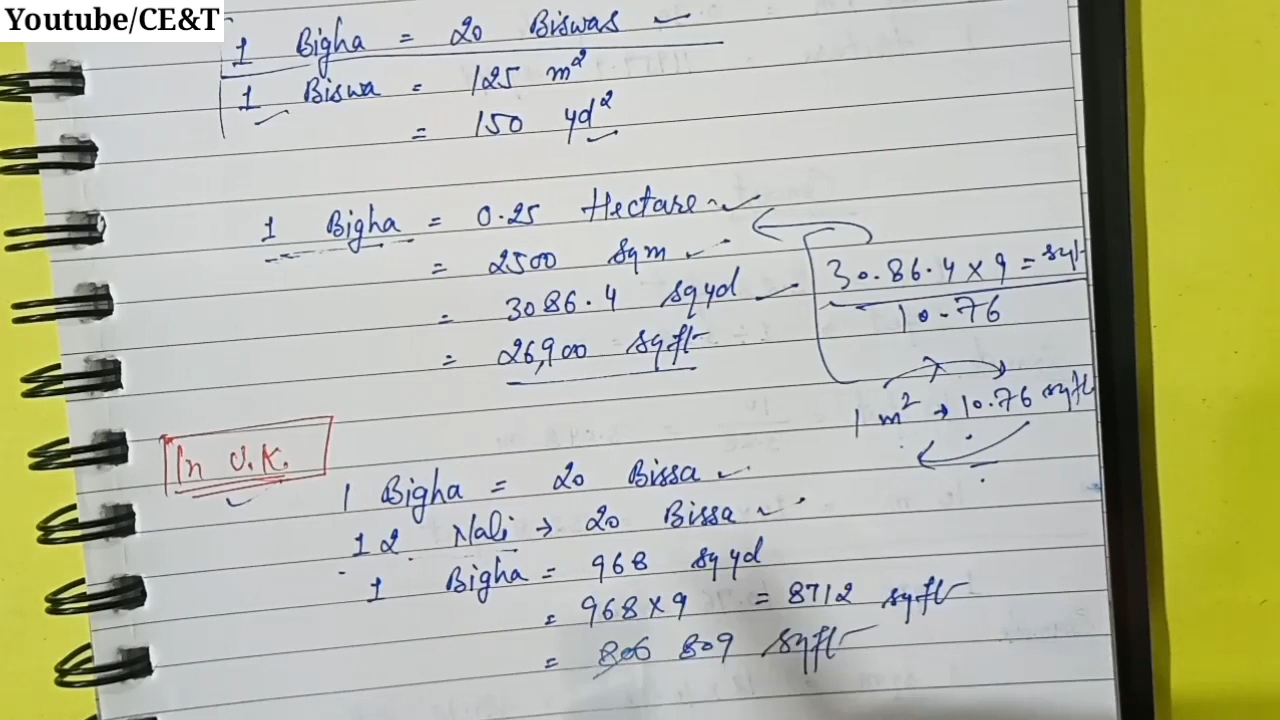 Youtube/CE&T
1 Bigha = 20 Biswas
1 Biswa = 125 m²
= 150 yd²
1 Bigha = 0.25 Hectare
= 2500 sqm
= 3086.4 sqyd
= 26,900 sqft
30.86.4 x 9 = sqft
10.76
1 m² → 10.76 sqft
In U.K.
1 Bigha = 20 Bissa
12 Nali → 20 Bissa
1 Bigha = 968 sqyd
= 968x9 = 8712 sqft
= 806 809 sqft